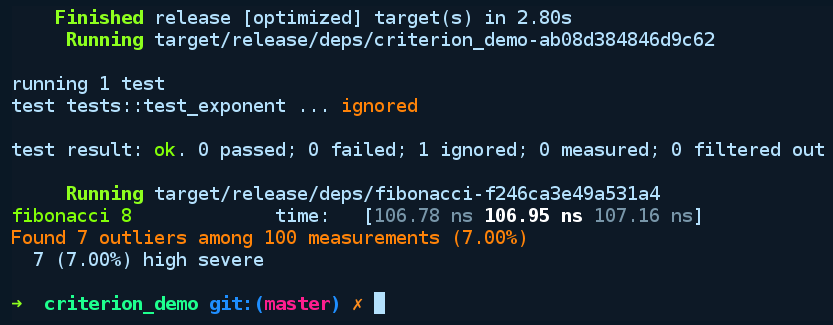 Finished release [optimized] target(s) in 2.80s
Running target/release/deps/criterion_demo-ab08d384846d9c62
running 1 test
test tests::test_exponent ... ignored
test result: ok. 0 passed; 0 failed; 1 ignored; 0 measured; 0 filtered out
Running target/release/deps/fibonacci-f246ca3e49a531a4
fibonacci 8 time: [106.78 ns 106.95 ns 107.16 ns]
Found 7 outliers among 100 measurements (7.00%)
7 (7.00%) high severe
➜ criterion_demo git:(master) ✗